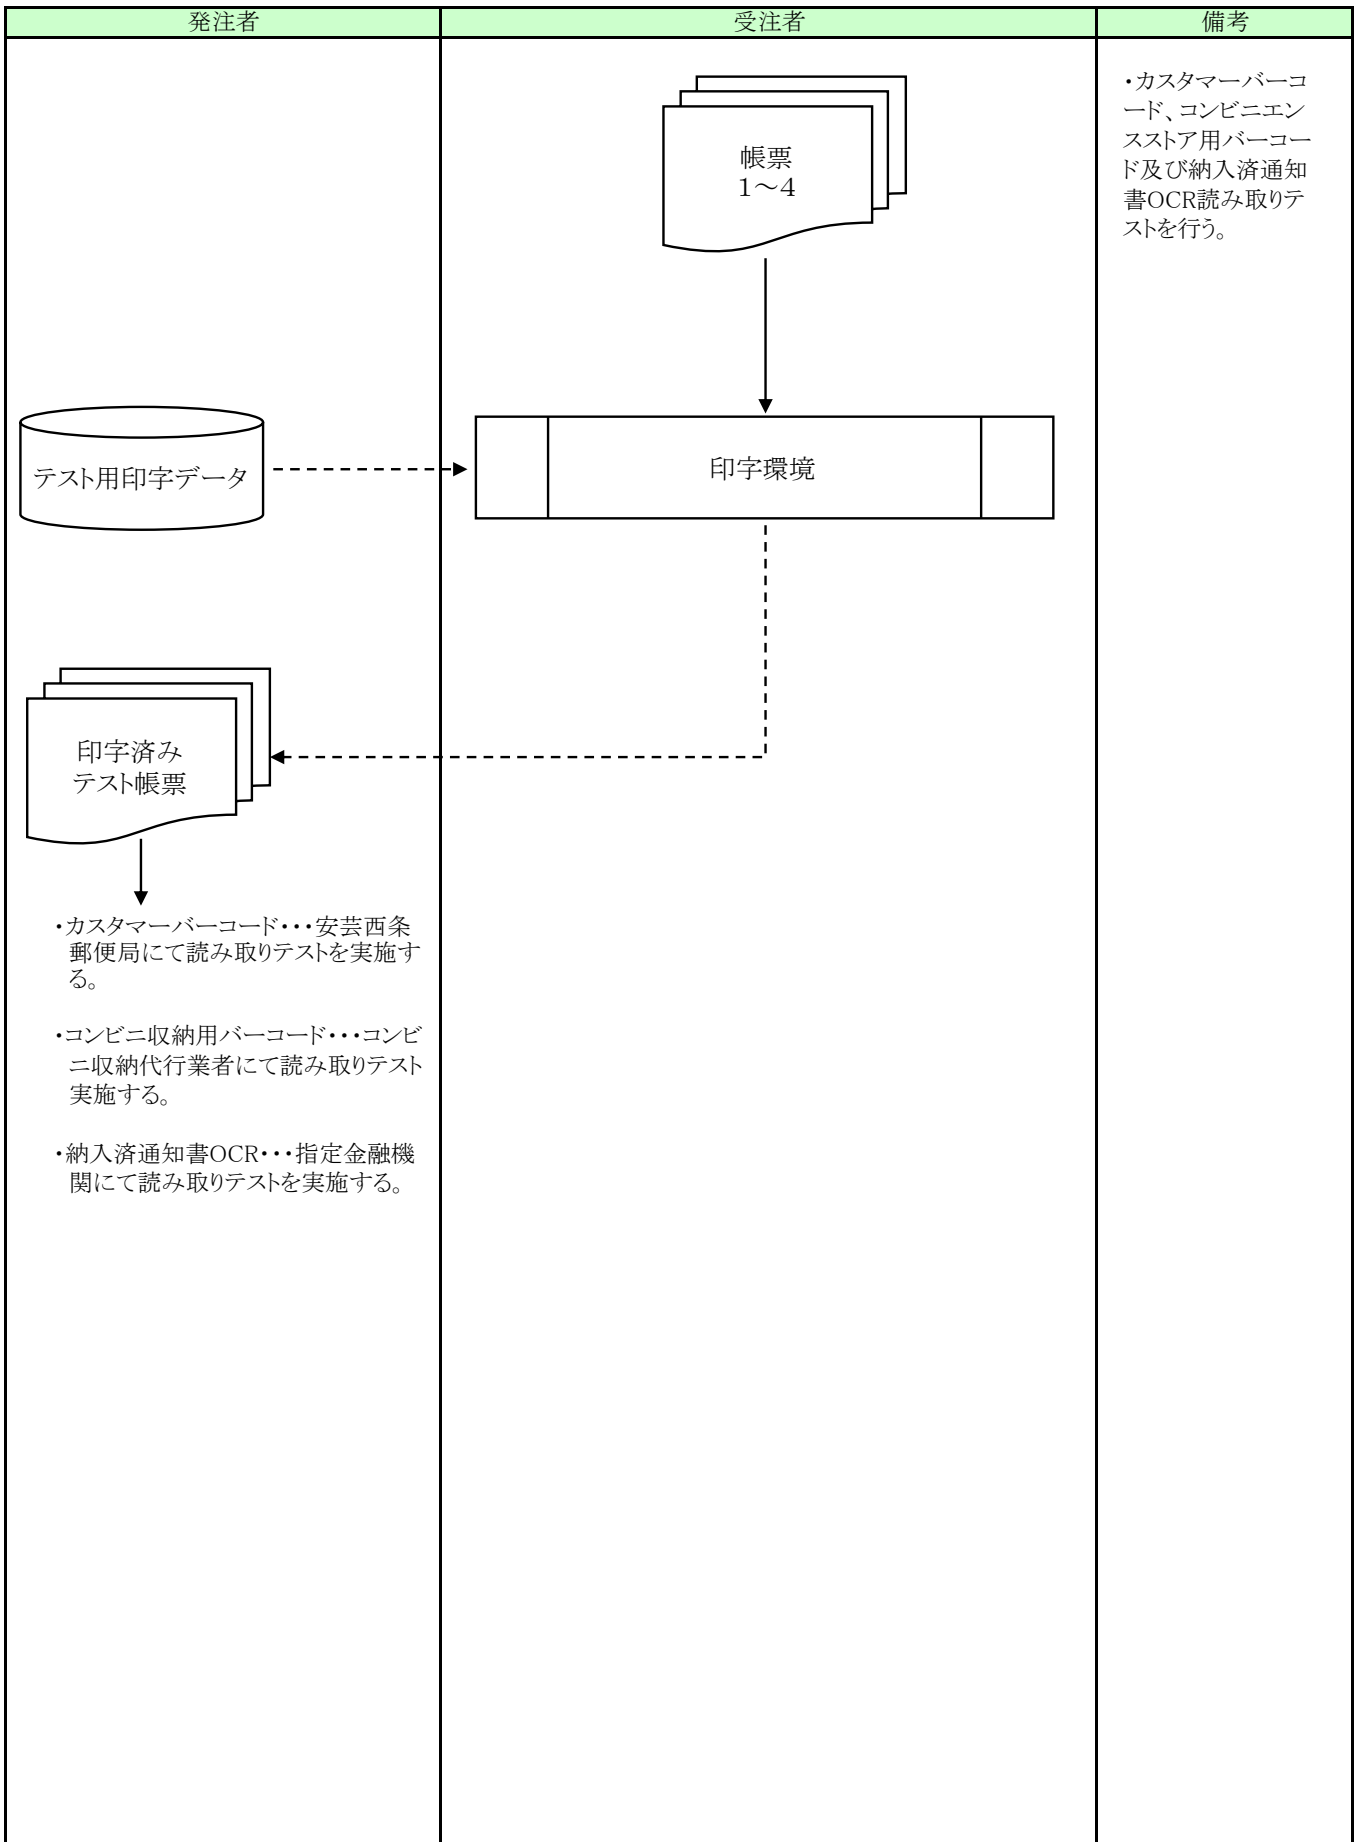 発注者
受注者
備考
・カスタマーバーコ
ード、コンビニエン
スストア用バーコー
ド及び納入済通知
書OCR読み取りテ
ストを行う。
帳票
1～4
テスト用印字データ
印字環境
印字済み
テスト帳票
・カスタマーバーコード・・・安芸西条
郵便局にて読み取りテストを実施す
る。
・コンビニ収納用バーコード・・・コンビ
ニ収納代行業者にて読み取りテスト
実施する。
・納入済通知書OCR・・・指定金融機
関にて読み取りテストを実施する。